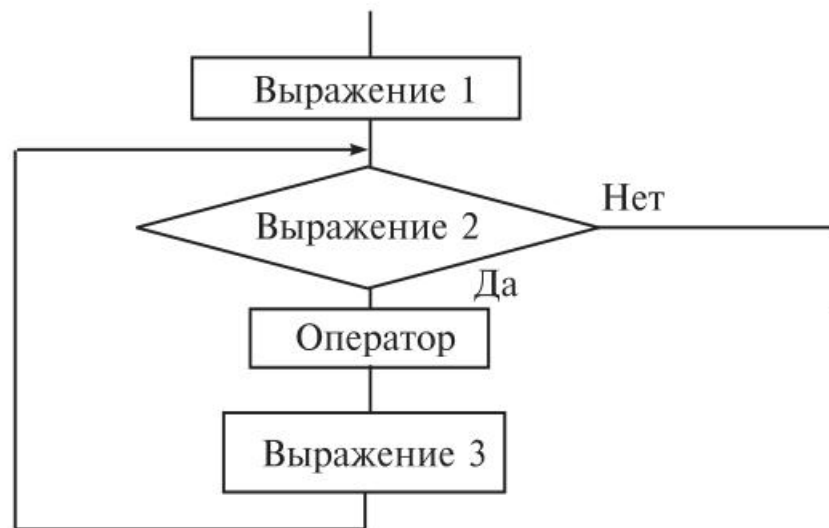 Выражение 1
Нет
Выражение 2
Да
Оператор
Выражение 3